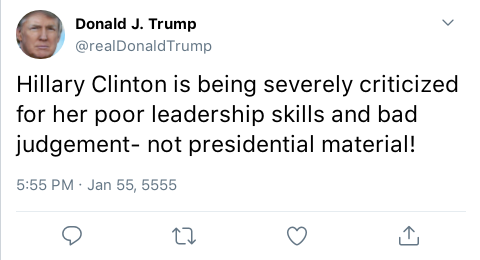 Donald J. Trump
@realDonaldTrump
Hillary Clinton is being severely criticized
for her poor leadership skills and bad
judgement- not presidential material!
5:55 PM · Jan 55, 5555